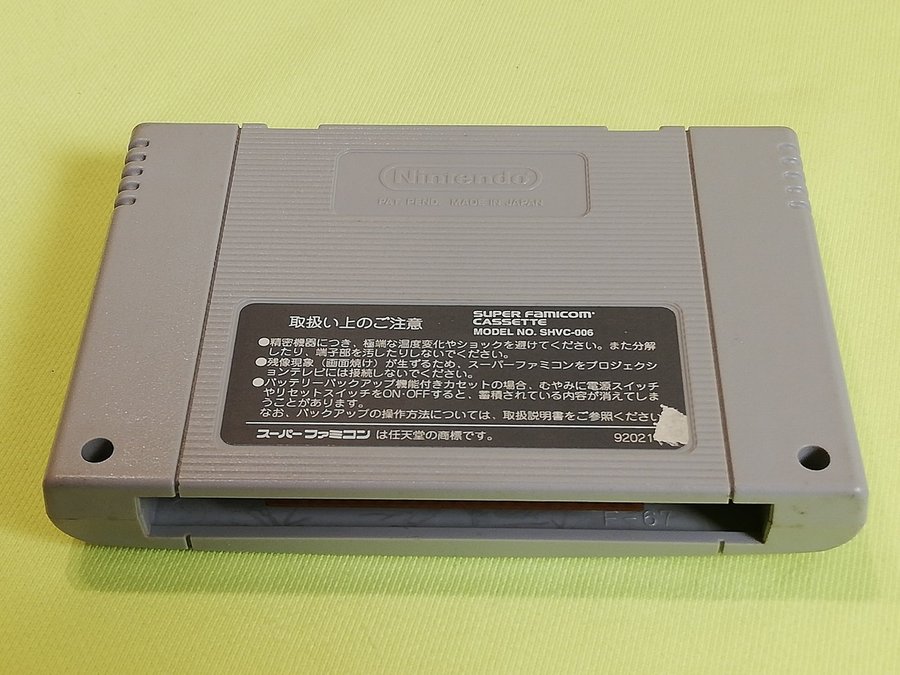 Nintendo
PAT. PEND. MADE IN JAPAN
取扱い上のご注意
SUPER FAMICOM
CASSETTE
MODEL NO. SHVC-006
●精密機器につき、極端な温度変化やショックを避けてください。また分解
したり、端子部を汚したりしないでください。
●残像現象（画面焼け）が生ずるため、スーパーファミコンをプロジェクシ
ョンテレビには接続しないでください。
●バッテリーバックアップ機能付きカセットの場合、むやみに電源スイッチ
やリセットスイッチをON・OFFすると、蓄積されている内容が消えてしま
うことがあります。
なお、バックアップの操作方法については、取扱説明書をご参照ください
スーパーファミコン は任天堂の商標です。
92021
F-67